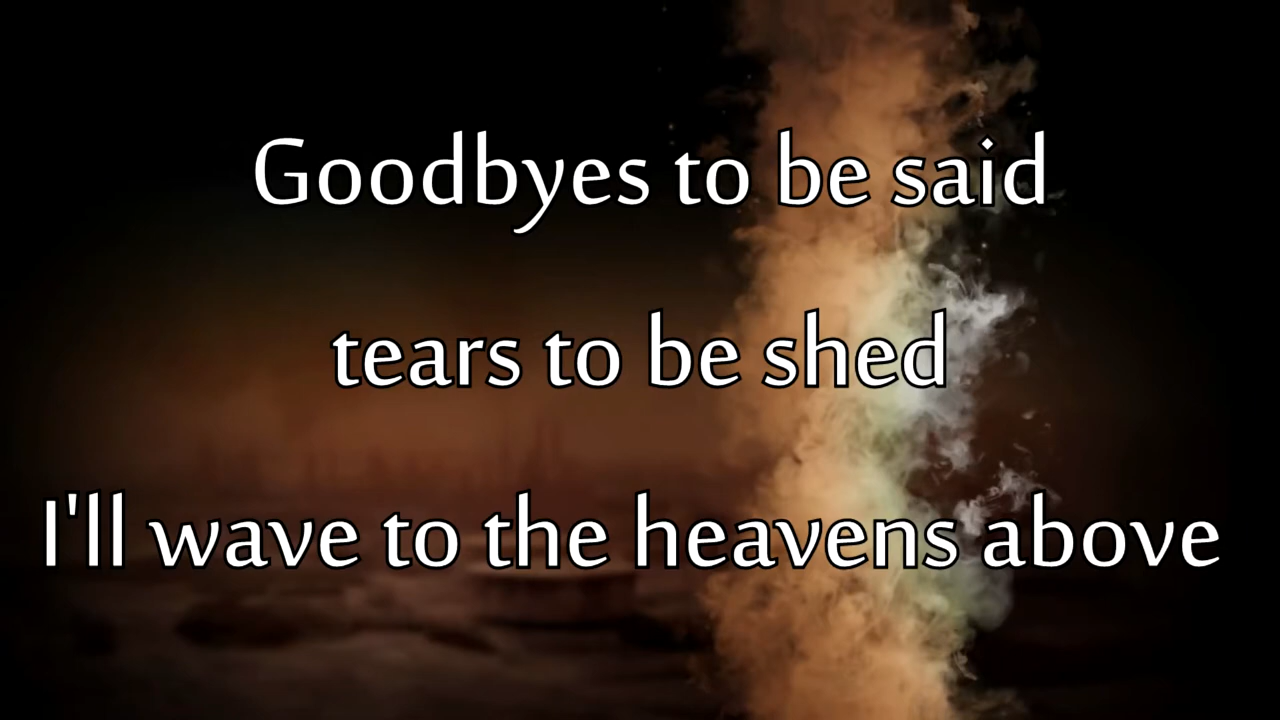 Goodbyes to be said
tears to be shed
I'll wave to the heavens above